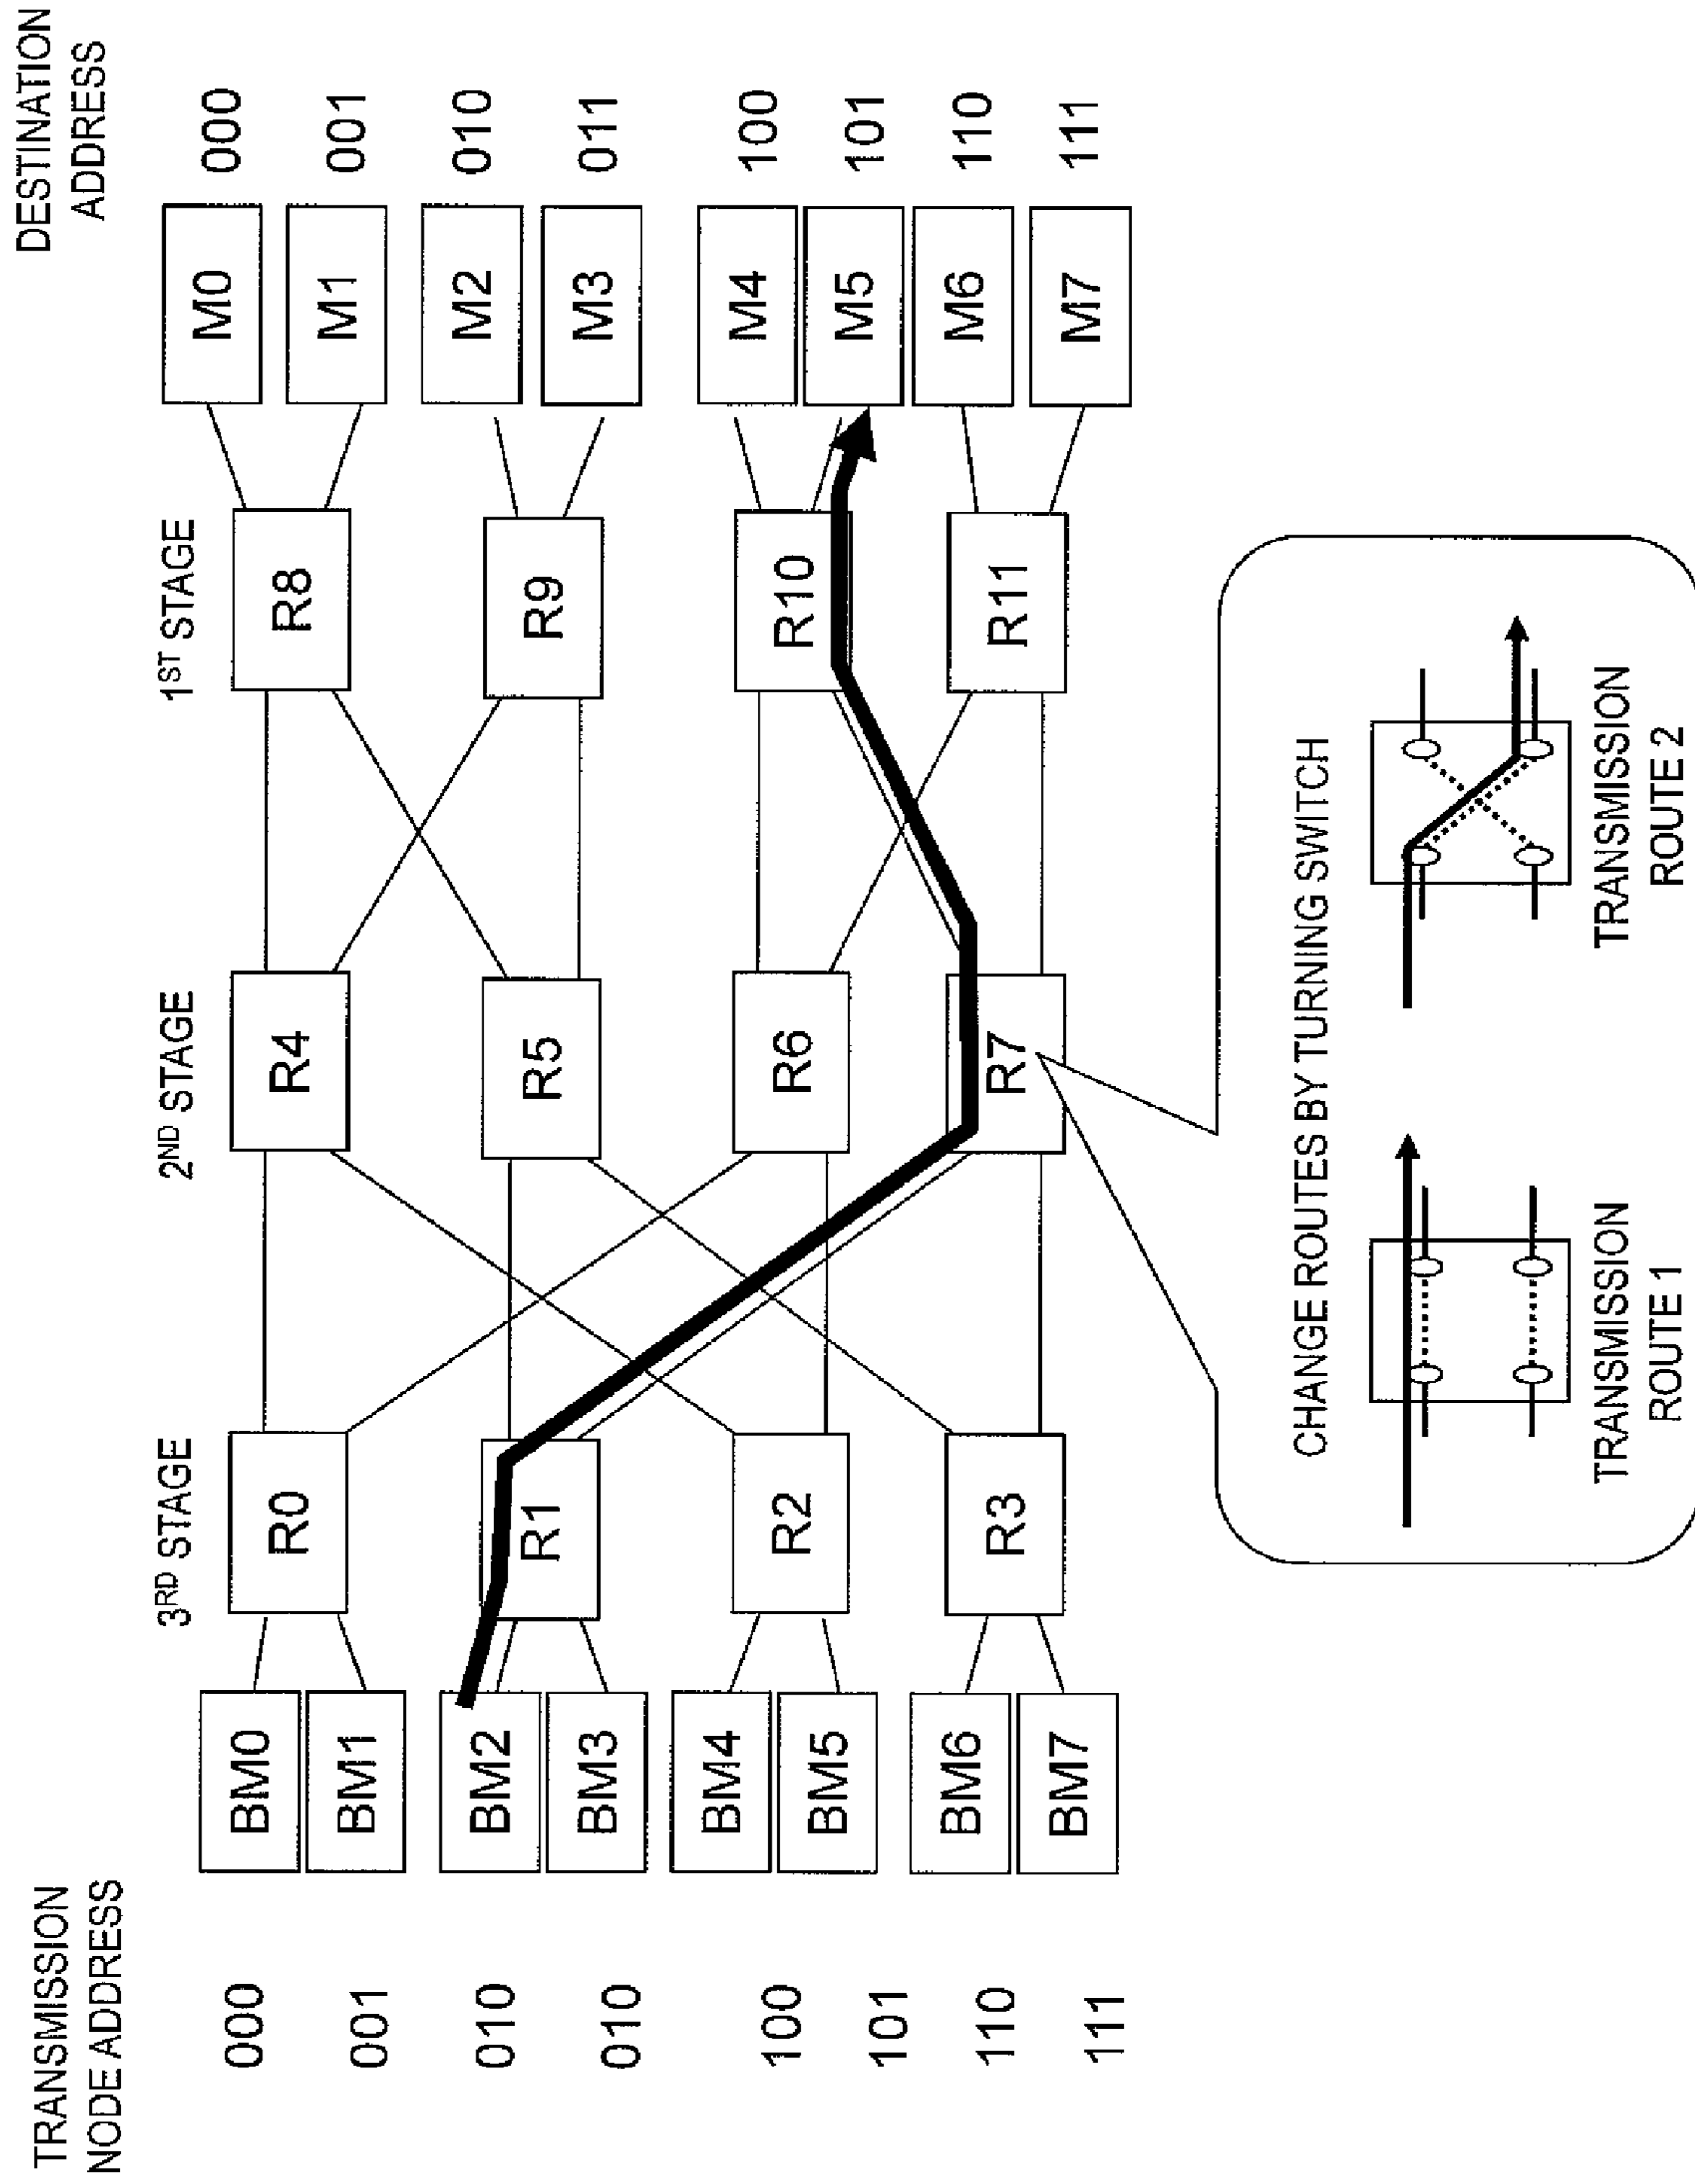 TRANSMISSION
NODE ADDRESS
DESTINATION
ADDRESS
3RD STAGE
2ND STAGE
1ST STAGE
000
BM0
R0
R4
R8
M0
000
001
BM1
M1
001
010
BM2
R1
R5
R9
M2
010
010
BM3
M3
011
100
BM4
R2
R6
R10
M4
100
101
BM5
M5
101
110
BM6
R3
R7
R11
M6
110
111
BM7
M7
111
CHANGE ROUTES BY TURNING SWITCH
TRANSMISSION
ROUTE 1
TRANSMISSION
ROUTE 2